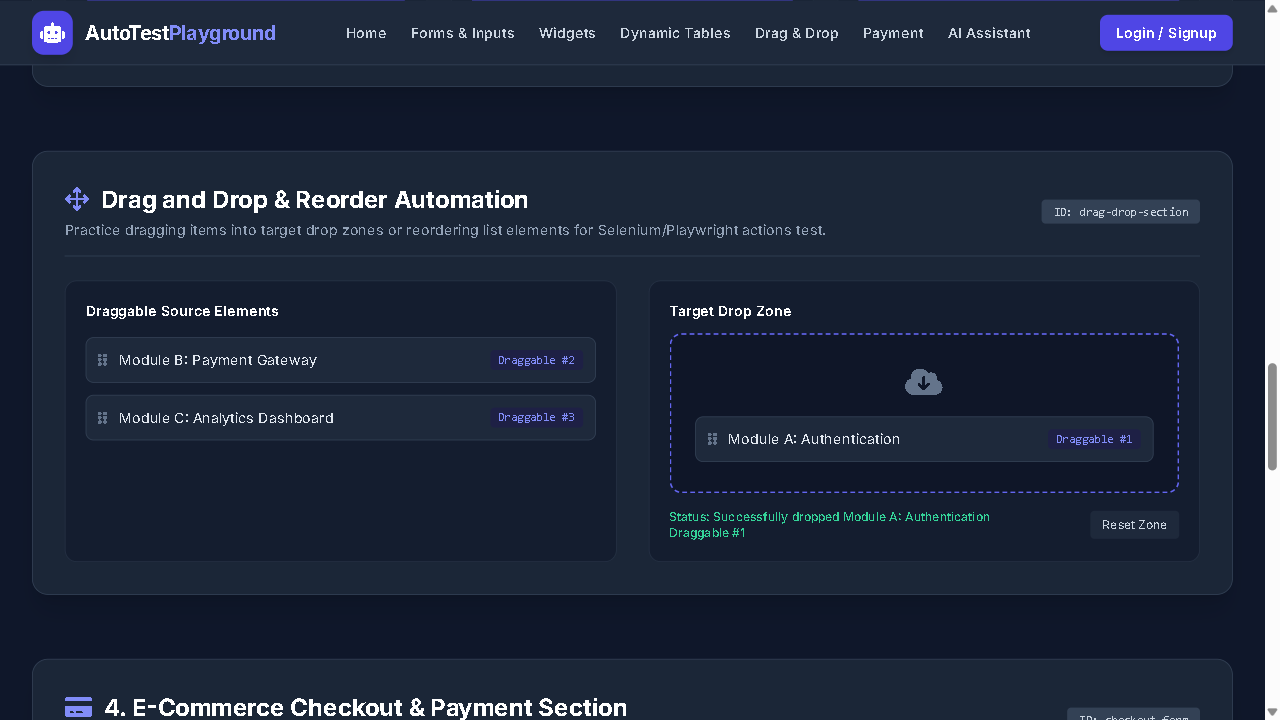 AutoTestPlayground
Home
Forms & Inputs
Widgets
Dynamic Tables
Drag & Drop
Payment
AI Assistant
Login / Signup
Drag and Drop & Reorder Automation
Practice dragging items into target drop zones or reordering list elements for Selenium/Playwright actions test.
ID: drag-drop-section
Draggable Source Elements
Module B: Payment Gateway
Draggable #2
Module C: Analytics Dashboard
Draggable #3
Target Drop Zone
Module A: Authentication
Draggable #1
Status: Successfully dropped Module A: Authentication
Draggable #1
Reset Zone
4. E-Commerce Checkout & Payment Section
ID: checkout-form